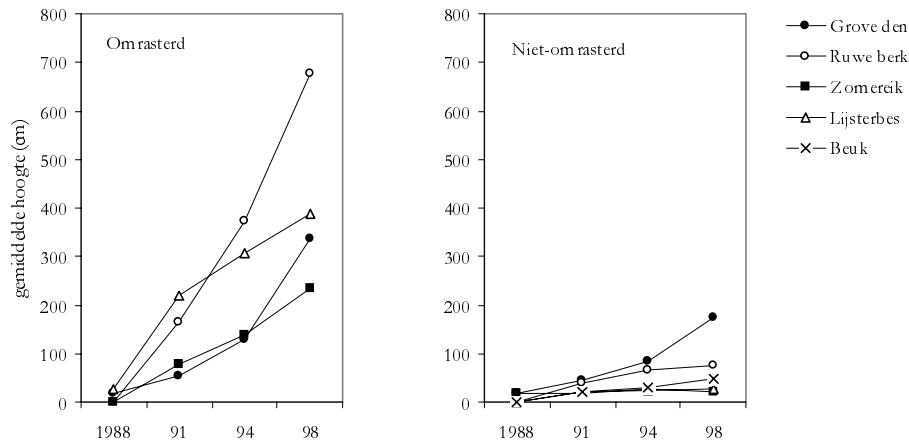 gemiddelde hoogte (cm)
800
700
600
500
400
300
200
100
0
Omrasterd
1988 91 94 98
800
700
600
500
400
300
200
100
0
Niet-omrasterd
1988 91 94 98
Grove den
Ruwe berk
Zomereik
Lijsterbes
Beuk